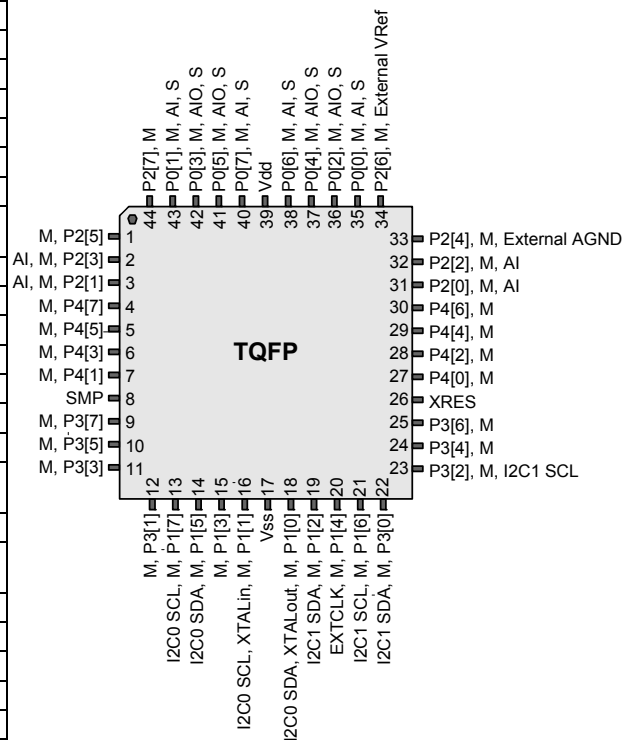 44 P2[7], M
43 P0[1], M, AI, S
42 P0[3], M, AIO, S
41 P0[5], M, AIO, S
40 P0[7], M, AI, S
39 Vdd
38 P0[6], M, AI, S
37 P0[4], M, AIO, S
36 P0[2], M, AIO, S
35 P0[0], M, AI, S
34 P2[6], M, External VRef
M, P2[5] 1
AI, M, P2[3] 2
AI, M, P2[1] 3
M, P4[7] 4
M, P4[5] 5
M, P4[3] 6
M, P4[1] 7
SMP 8
M, P3[7] 9
M, P3[5] 10
M, P3[3] 11
TQFP
33 P2[4], M, External AGND
32 P2[2], M, AI
31 P2[0], M, AI
30 P4[6], M
29 P4[4], M
28 P4[2], M
27 P4[0], M
26 XRES
25 P3[6], M
24 P3[4], M
23 P3[2], M, I2C1 SCL
M, P3[1] 12
I2C0 SCL, M, P1[7] 13
I2C0 SDA, M, P1[5] 14
M, P1[3] 15
I2C0 SCL, XTALin, M, P1[1] 16
Vss 17
I2C0 SDA, XTALout, M, P1[0] 18
I2C1 SDA, M, P1[2] 19
EXTCLK, M, P1[4] 20
I2C1 SCL, M, P1[6] 21
I2C1 SDA, M, P3[0] 22